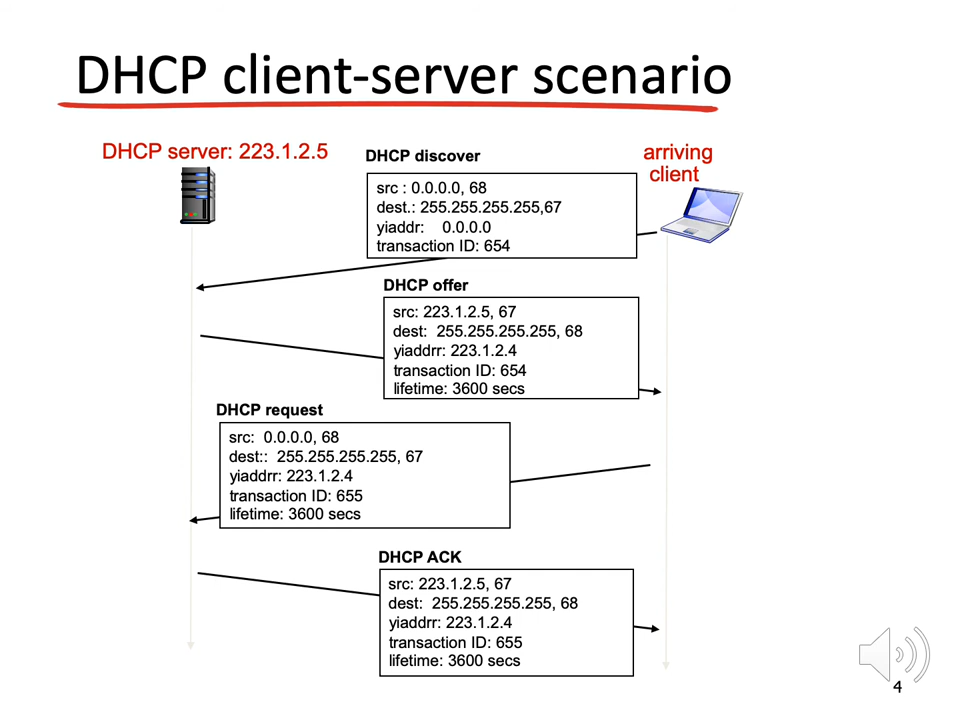 DHCP client-server scenario
DHCP server: 223.1.2.5
arriving
client
DHCP discover
src : 0.0.0.0, 68
dest.: 255.255.255.255,67
yiaddr: 0.0.0.0
transaction ID: 654
DHCP offer
src: 223.1.2.5, 67
dest: 255.255.255.255, 68
yiaddrr: 223.1.2.4
transaction ID: 654
lifetime: 3600 secs
DHCP request
src: 0.0.0.0, 68
dest:: 255.255.255.255, 67
yiaddrr: 223.1.2.4
transaction ID: 655
lifetime: 3600 secs
DHCP ACK
src: 223.1.2.5, 67
dest: 255.255.255.255, 68
yiaddrr: 223.1.2.4
transaction ID: 655
lifetime: 3600 secs
4